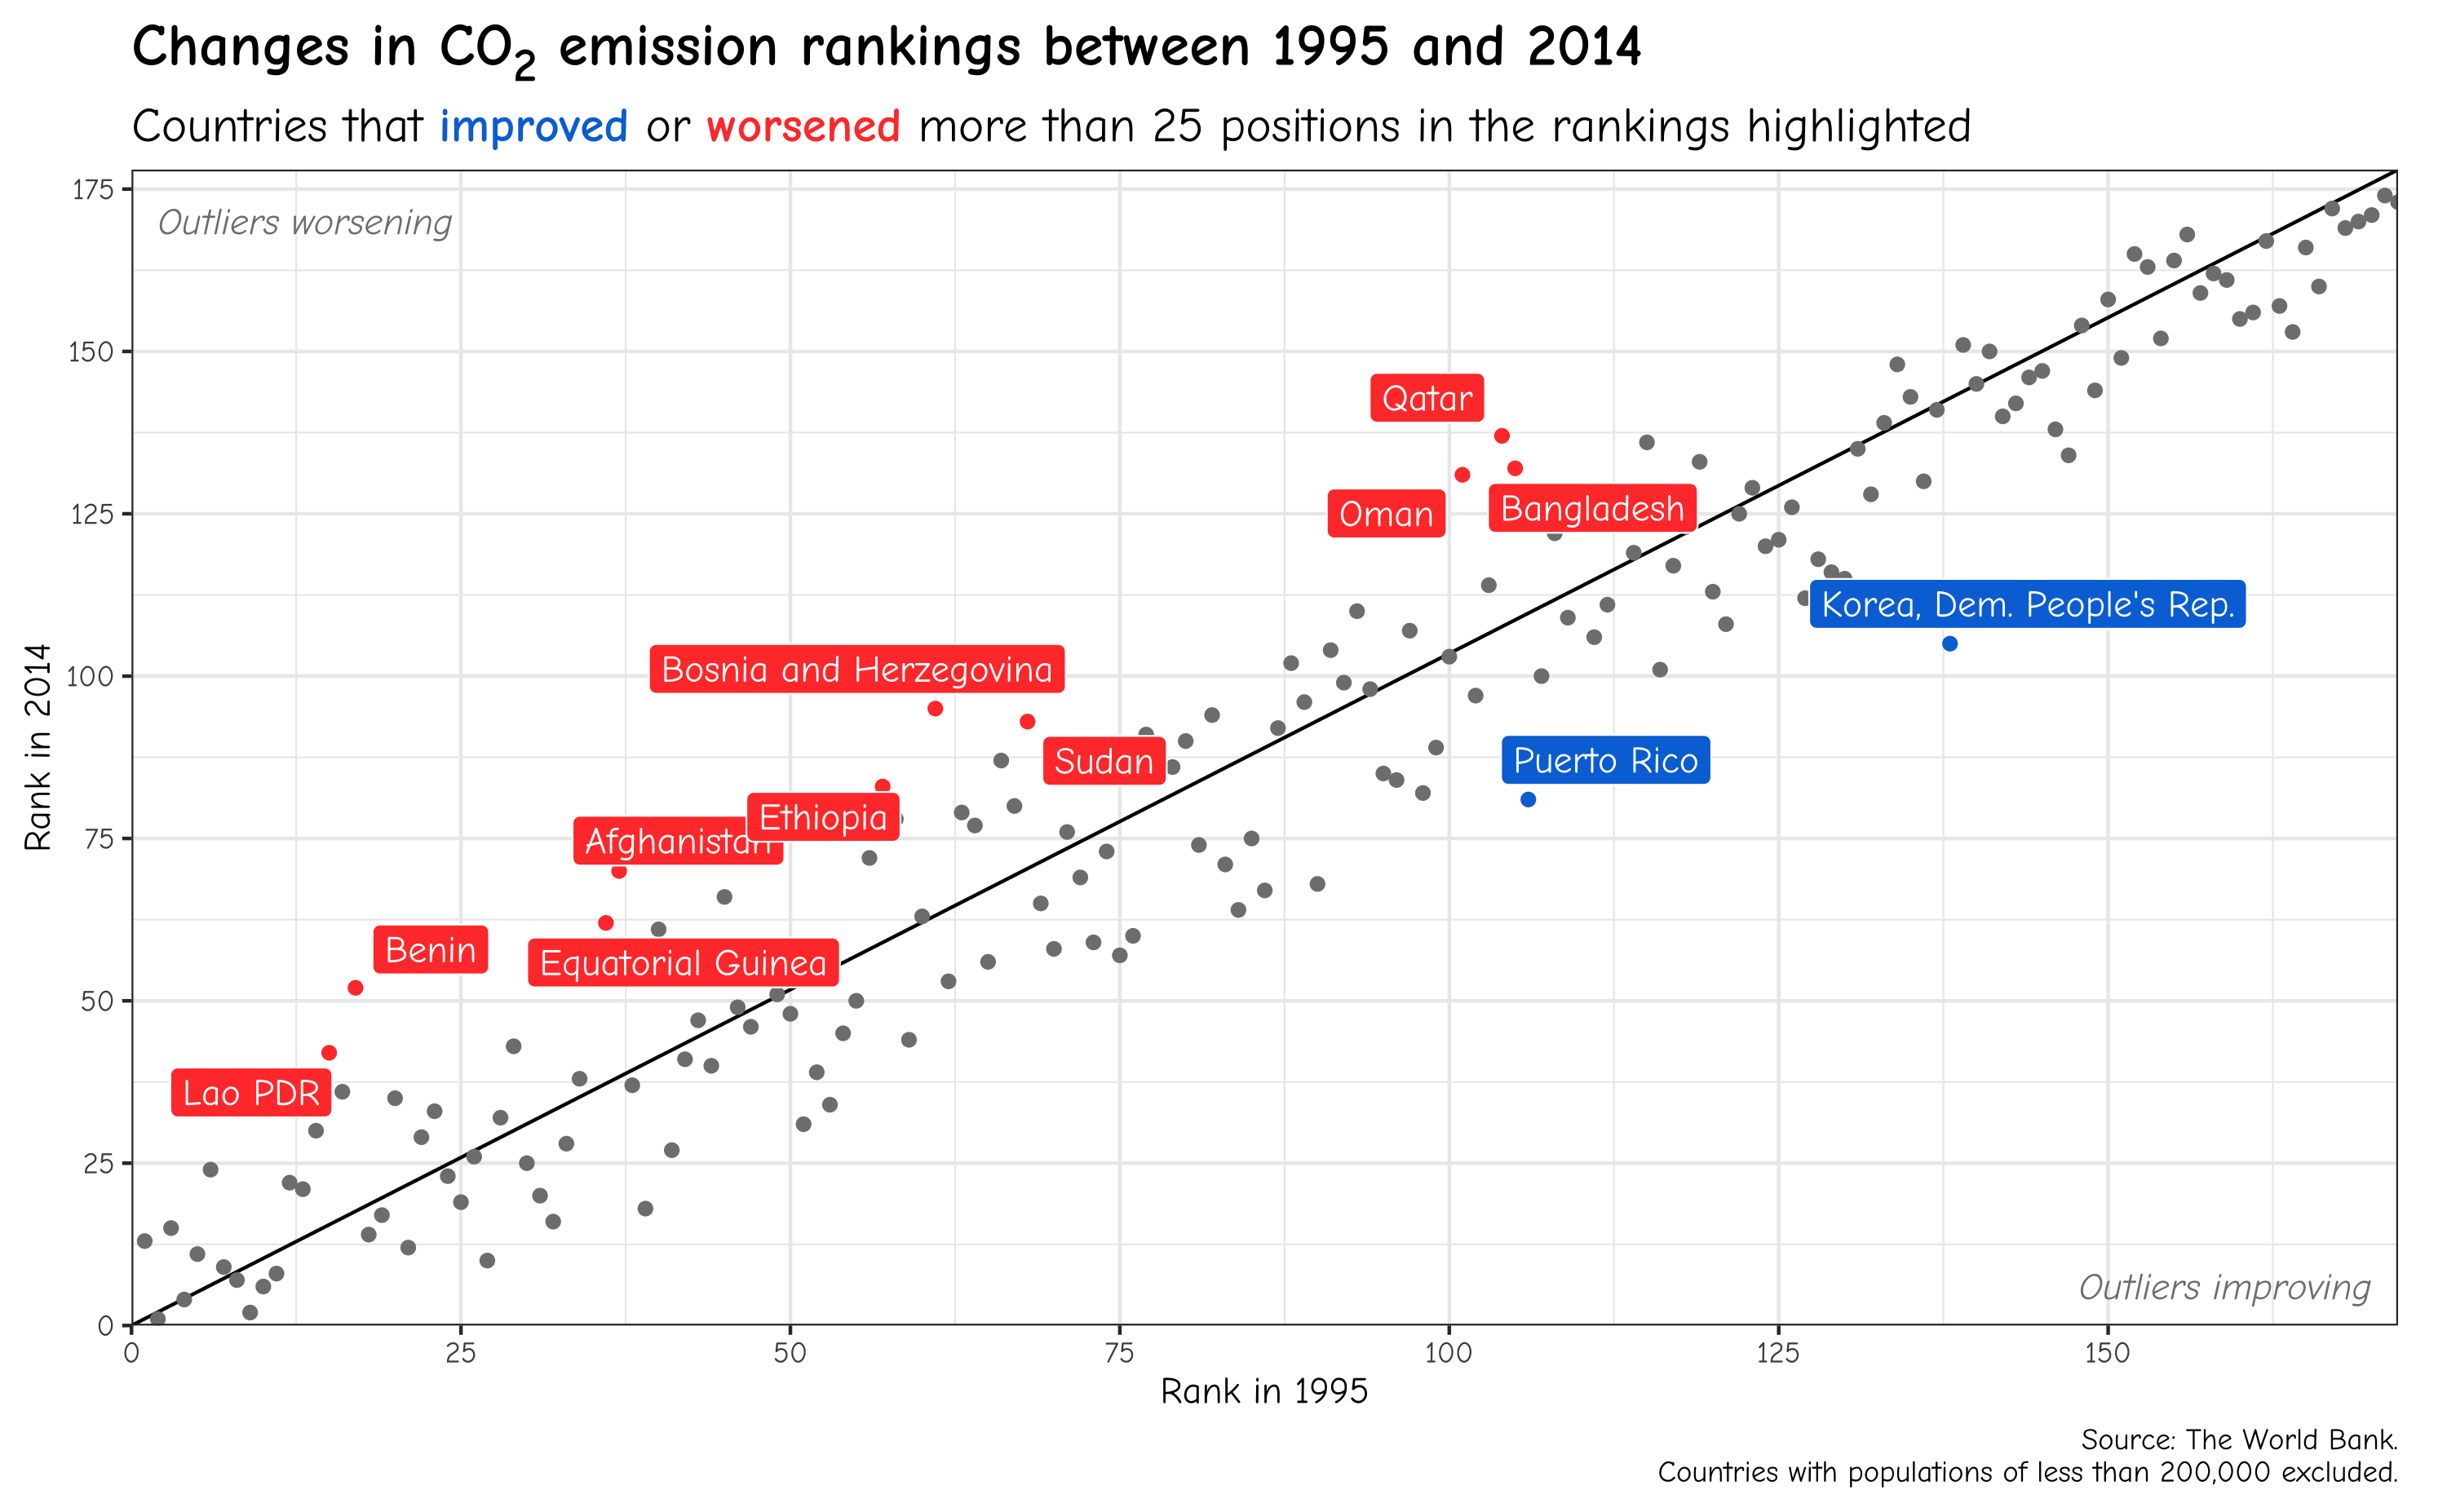 Changes in CO₂ emission rankings between 1995 and 2014
Countries that improved or worsened more than 25 positions in the rankings highlighted
Rank in 2014
175
150
125
100
75
50
25
0
Outliers worsening
Qatar
Oman
Bangladesh
Korea, Dem. People's Rep.
Bosnia and Herzegovina
Sudan
Puerto Rico
Ethiopia
Afghanistan
Benin
Equatorial Guinea
Lao PDR
Outliers improving
0 25 50 75 100 125 150
Rank in 1995
Source: The World Bank.
Countries with populations of less than 200,000 excluded.